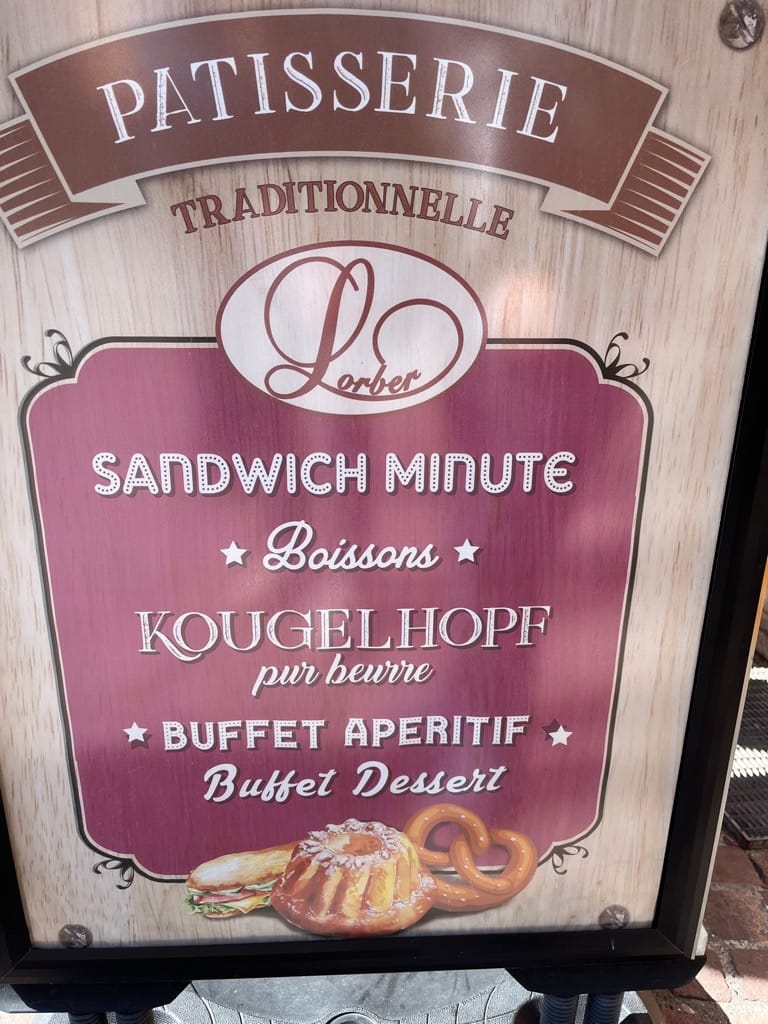 PATISSERIE
TRADITIONNELLE
Lorber
SANDWICH MINUTE
Boissons
KOUGELHOPF
pur beurre
BUFFET APERITIF
Buffet Dessert